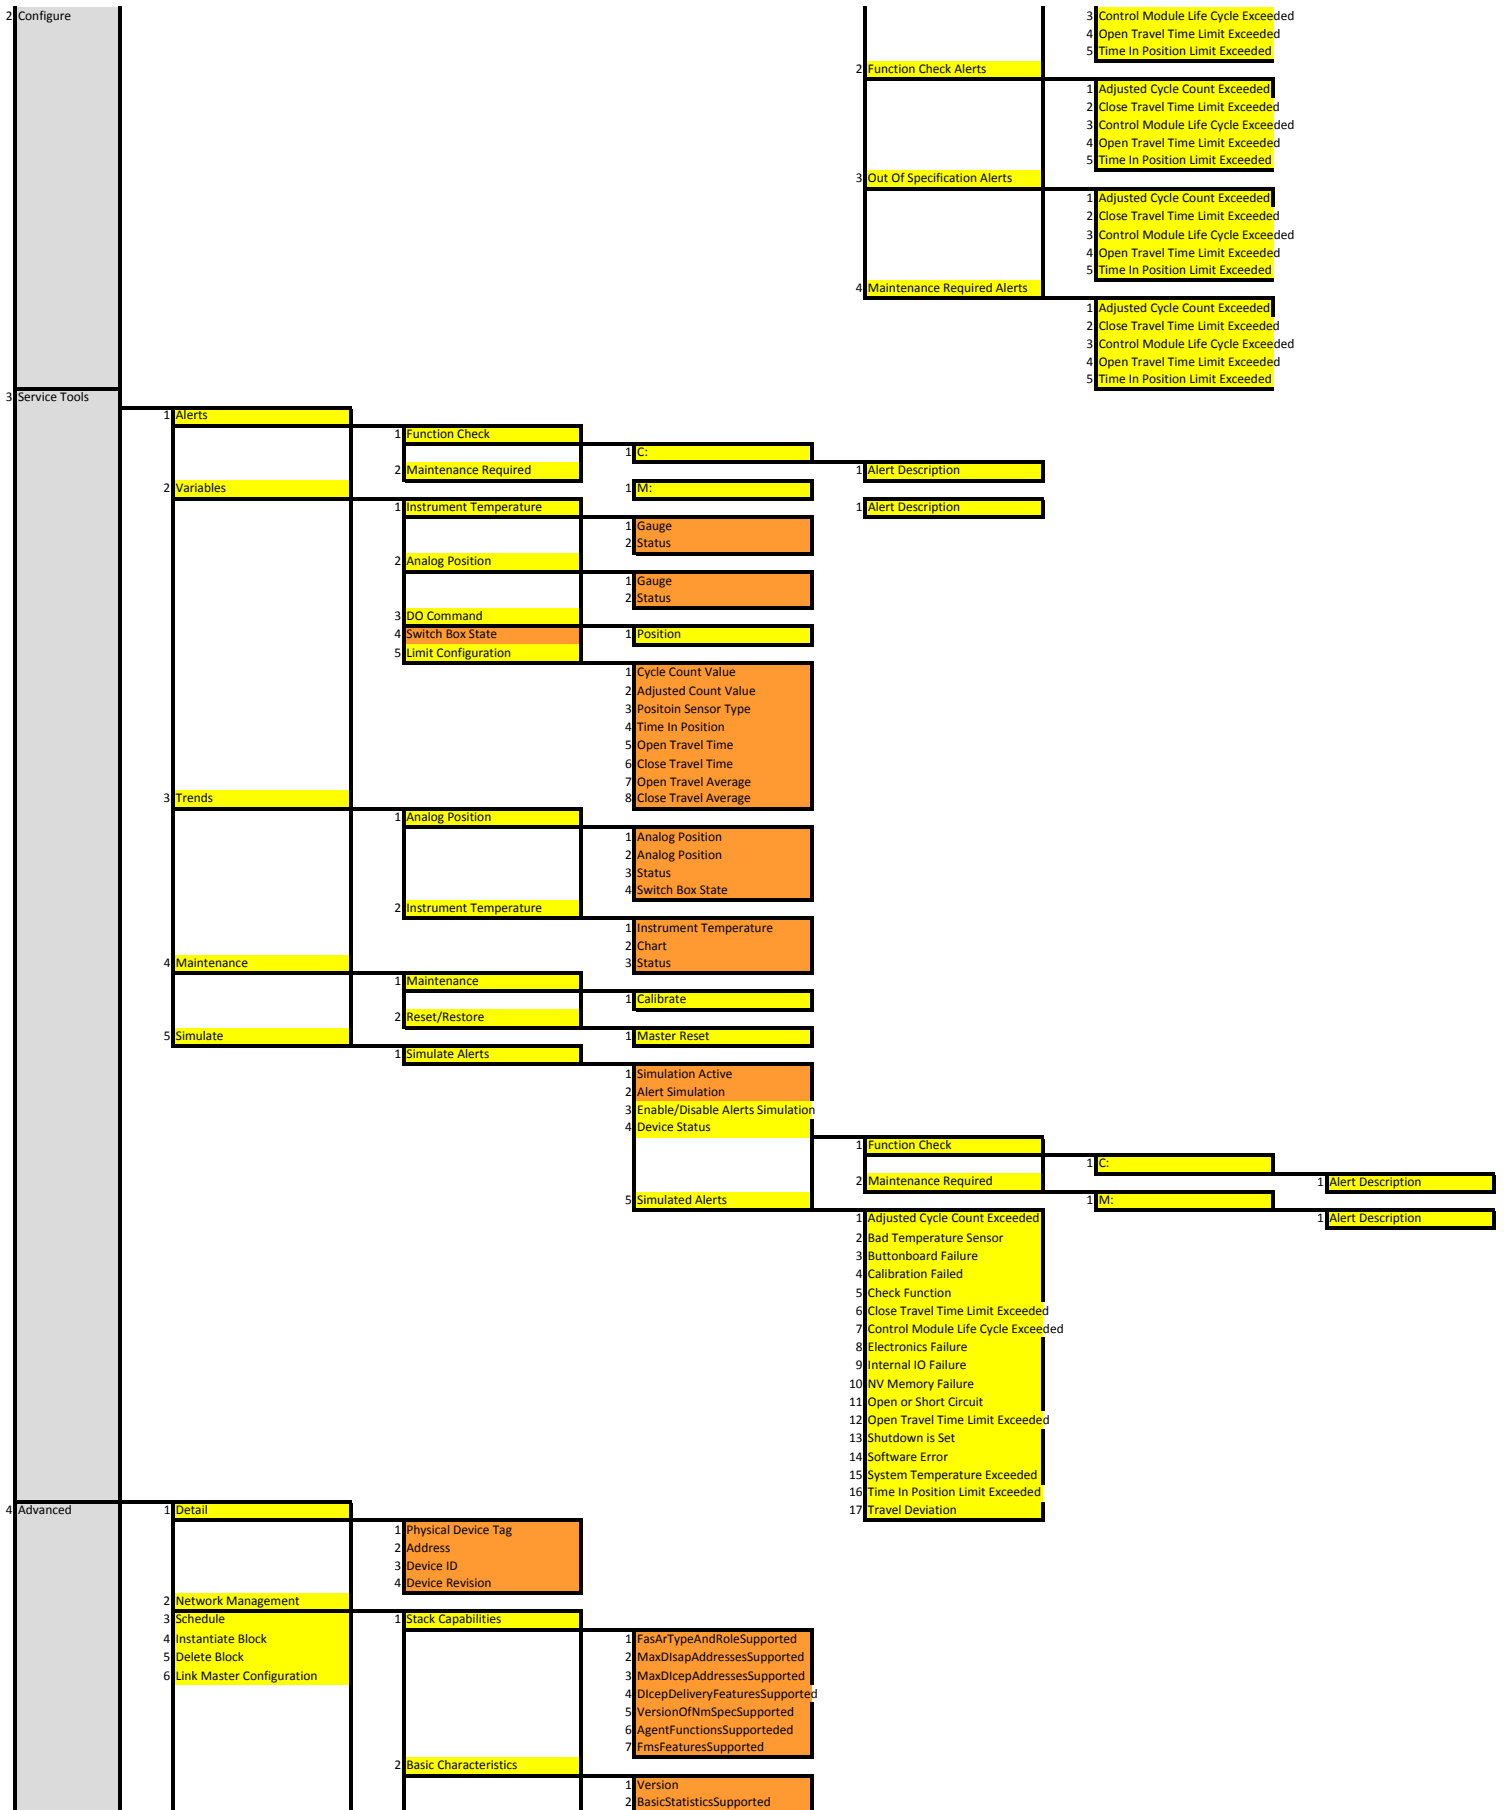 2 Configure
3 Control Module Life Cycle Exceeded
4 Open Travel Time Limit Exceeded
5 Time In Position Limit Exceeded
2 Function Check Alerts
1 Adjusted Cycle Count Exceeded
2 Close Travel Time Limit Exceeded
3 Control Module Life Cycle Exceeded
4 Open Travel Time Limit Exceeded
5 Time In Position Limit Exceeded
3 Out Of Specification Alerts
1 Adjusted Cycle Count Exceeded
2 Close Travel Time Limit Exceeded
3 Control Module Life Cycle Exceeded
4 Open Travel Time Limit Exceeded
5 Time In Position Limit Exceeded
4 Maintenance Required Alerts
1 Adjusted Cycle Count Exceeded
2 Close Travel Time Limit Exceeded
3 Control Module Life Cycle Exceeded
4 Open Travel Time Limit Exceeded
5 Time In Position Limit Exceeded
3 Service Tools
1 Alerts
1 Function Check
1 C:
2 Maintenance Required
1 Alert Description
2 Variables
1 M:
1 Instrument Temperature
1 Alert Description
1 Gauge
2 Status
2 Analog Position
1 Gauge
2 Status
3 DO Command
4 Switch Box State
1 Position
5 Limit Configuration
1 Cycle Count Value
2 Adjusted Count Value
3 Positoin Sensor Type
4 Time In Position
5 Open Travel Time
6 Close Travel Time
7 Open Travel Average
3 Trends
8 Close Travel Average
1 Analog Position
1 Analog Position
2 Analog Position
3 Status
4 Switch Box State
2 Instrument Temperature
1 Instrument Temperature
2 Chart
4 Maintenance
3 Status
1 Maintenance
1 Calibrate
2 Reset/Restore
5 Simulate
1 Master Reset
1 Simulate Alerts
1 Simulation Active
2 Alert Simulation
3 Enable/Disable Alerts Simulation
4 Device Status
1 Function Check
1 C:
2 Maintenance Required
1 Alert Description
5 Simulated Alerts
1 M:
1 Adjusted Cycle Count Exceeded
1 Alert Description
2 Bad Temperature Sensor
3 Buttonboard Failure
4 Calibration Failed
5 Check Function
6 Close Travel Time Limit Exceeded
7 Control Module Life Cycle Exceeded
8 Electronics Failure
9 Internal IO Failure
10 NV Memory Failure
11 Open or Short Circuit
12 Open Travel Time Limit Exceeded
13 Shutdown is Set
14 Software Error
15 System Temperature Exceeded
16 Time In Position Limit Exceeded
4 Advanced
1 Detail
17 Travel Deviation
1 Physical Device Tag
2 Address
3 Device ID
4 Device Revision
2 Network Management
3 Schedule
1 Stack Capabilities
4 Instantiate Block
1 FasArTypeAndRoleSupported
5 Delete Block
2 MaxDlsapAddressesSupported
6 Link Master Configuration
3 MaxDlcepAddressesSupported
4 DlcepDeliveryFeaturesSupported
5 VersionOfNmSpecSupported
6 AgentFunctionsSupporteded
7 FmsFeaturesSupported
2 Basic Characteristics
1 Version
2 BasicStatisticsSupported